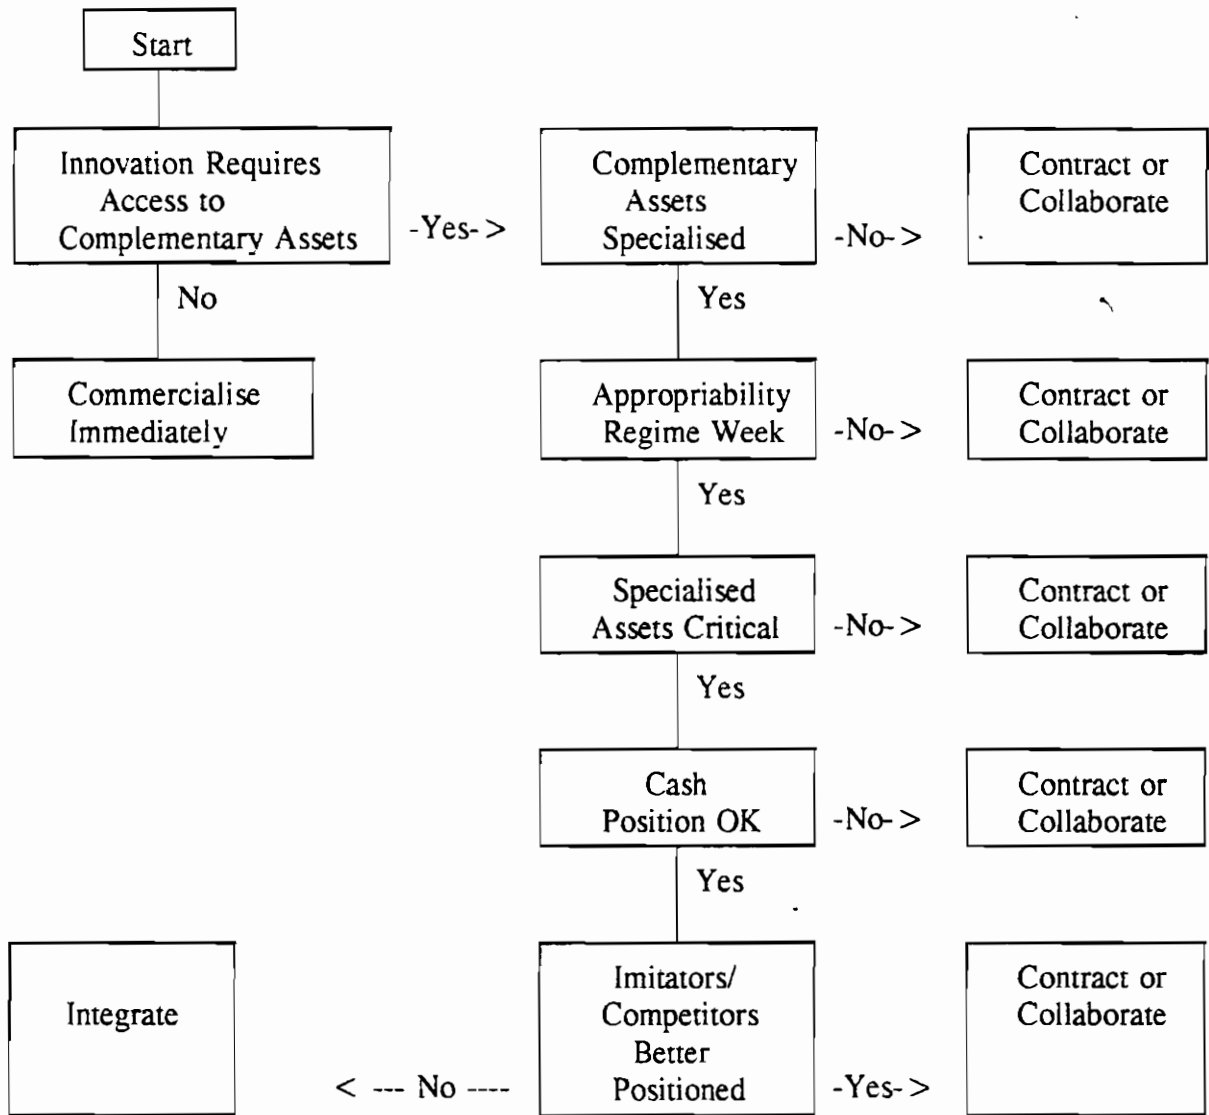 Start
Innovation Requires
Access to
Complementary Assets
-Yes->
Complementary
Assets
Specialised
-No->
Contract or
Collaborate
No
Yes
Commercialise
Immediately
Appropriability
Regime Week
-No->
Contract or
Collaborate
Yes
Specialised
Assets Critical
-No->
Contract or
Collaborate
Yes
Cash
Position OK
-No->
Contract or
Collaborate
Yes
Integrate
< --- No ----
Imitators/
Competitors
Better
Positioned
-Yes->
Contract or
Collaborate